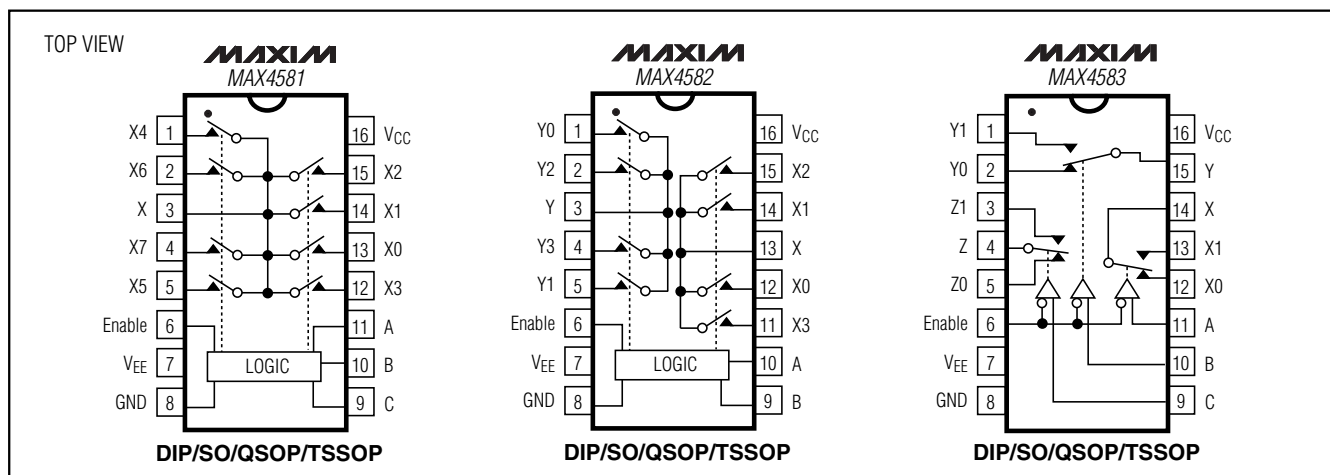 TOP VIEW
MAXIM
MAX4581
X4 1
X6 2
X 3
X7 4
X5 5
Enable 6
VEE 7
GND 8
16 VCC
15 X2
14 X1
13 X0
12 X3
11 A
10 B
9 C
LOGIC
DIP/SO/QSOP/TSSOP
MAXIM
MAX4582
Y0 1
Y2 2
Y 3
Y3 4
Y1 5
Enable 6
VEE 7
GND 8
16 VCC
15 X2
14 X1
13 X
12 X0
11 X3
10 A
9 B
LOGIC
DIP/SO/QSOP/TSSOP
MAXIM
MAX4583
Y1 1
Y0 2
Z1 3
Z 4
Z0 5
Enable 6
VEE 7
GND 8
16 VCC
15 Y
14 X
13 X1
12 X0
11 A
10 B
9 C
DIP/SO/QSOP/TSSOP